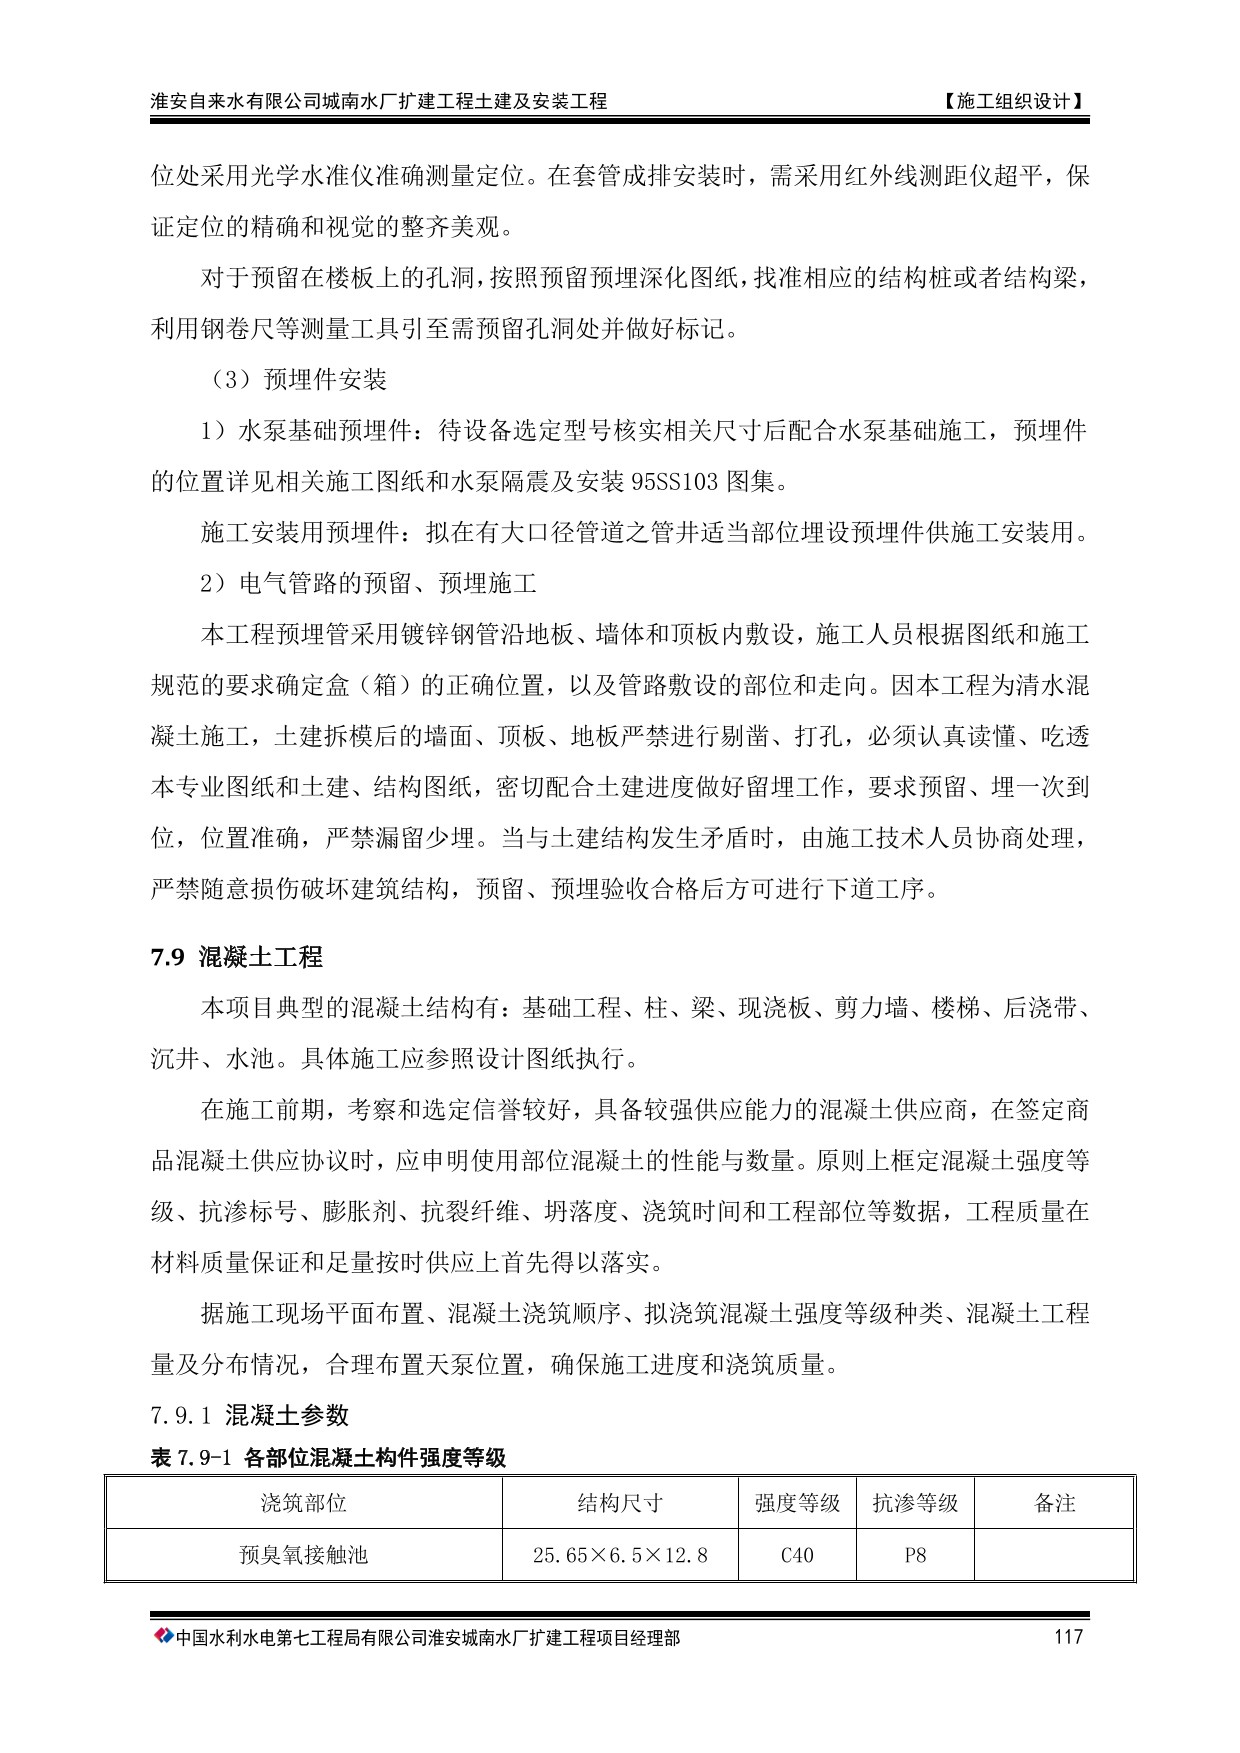 淮安自来水有限公司城南水厂扩建工程土建及安装工程 【施工组织设计】
位处采用光学水准仪准确测量定位。在套管成排安装时，需采用红外线测距仪超平，保
证定位的精确和视觉的整齐美观。
对于预留在楼板上的孔洞，按照预留预埋深化图纸，找准相应的结构桩或者结构梁，
利用钢卷尺等测量工具引至需预留孔洞处并做好标记。
（3）预埋件安装
1）水泵基础预埋件：待设备选定型号核实相关尺寸后配合水泵基础施工，预埋件
的位置详见相关施工图纸和水泵隔震及安装 95SS103 图集。
施工安装用预埋件：拟在有大口径管道之管井适当部位埋设预埋件供施工安装用。
2）电气管路的预留、预埋施工
本工程预埋管采用镀锌钢管沿地板、墙体和顶板内敷设，施工人员根据图纸和施工
规范的要求确定盒（箱）的正确位置，以及管路敷设的部位和走向。因本工程为清水混
凝土施工，土建拆模后的墙面、顶板、地板严禁进行剔凿、打孔，必须认真读懂、吃透
本专业图纸和土建、结构图纸，密切配合土建进度做好留埋工作，要求预留、埋一次到
位，位置准确，严禁漏留少埋。当与土建结构发生矛盾时，由施工技术人员协商处理，
严禁随意损伤破坏建筑结构，预留、预埋验收合格后方可进行下道工序。
7.9 混凝土工程
本项目典型的混凝土结构有：基础工程、柱、梁、现浇板、剪力墙、楼梯、后浇带、
沉井、水池。具体施工应参照设计图纸执行。
在施工前期，考察和选定信誉较好，具备较强供应能力的混凝土供应商，在签定商
品混凝土供应协议时，应申明使用部位混凝土的性能与数量。原则上框定混凝土强度等
级、抗渗标号、膨胀剂、抗裂纤维、坍落度、浇筑时间和工程部位等数据，工程质量在
材料质量保证和足量按时供应上首先得以落实。
据施工现场平面布置、混凝土浇筑顺序、拟浇筑混凝土强度等级种类、混凝土工程
量及分布情况，合理布置天泵位置，确保施工进度和浇筑质量。
7.9.1 混凝土参数
表 7.9-1 各部位混凝土构件强度等级
浇筑部位 结构尺寸 强度等级 抗渗等级 备注
预臭氧接触池 25.65×6.5×12.8 C40 P8
中国水利水电第七工程局有限公司淮安城南水厂扩建工程项目经理部 117